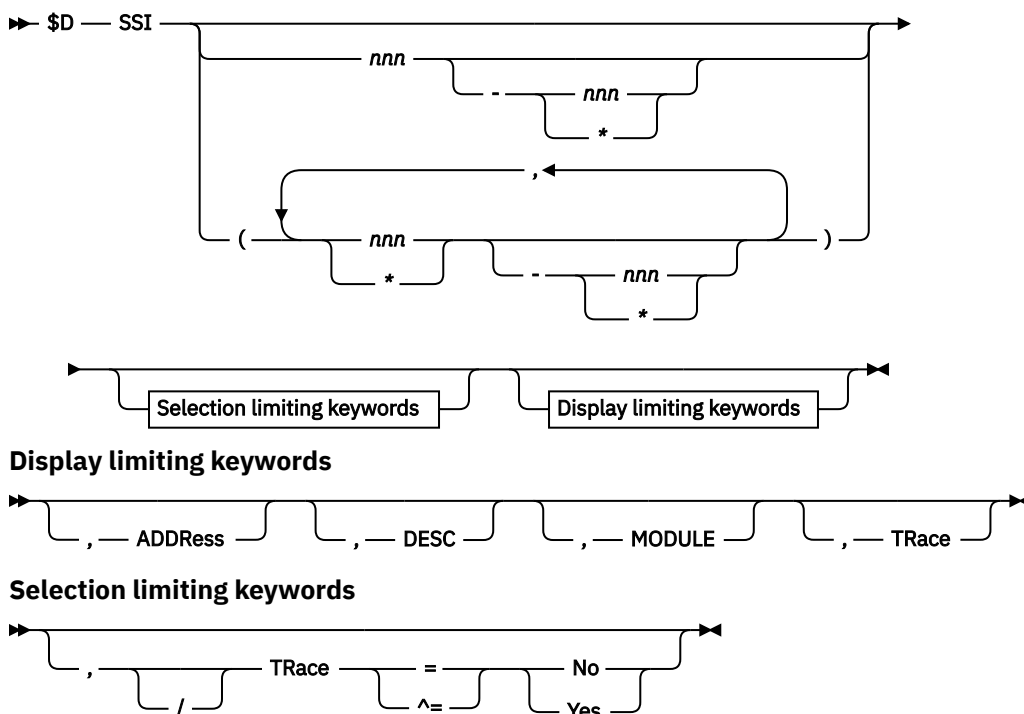 $D SSI
nnn
- nnn
*
,
( nnn )
* - nnn
*
Selection limiting keywords Display limiting keywords
Display limiting keywords
, ADDRess , DESC , MODULE , TRace
Selection limiting keywords
, TRace = No
/ ^= Yes